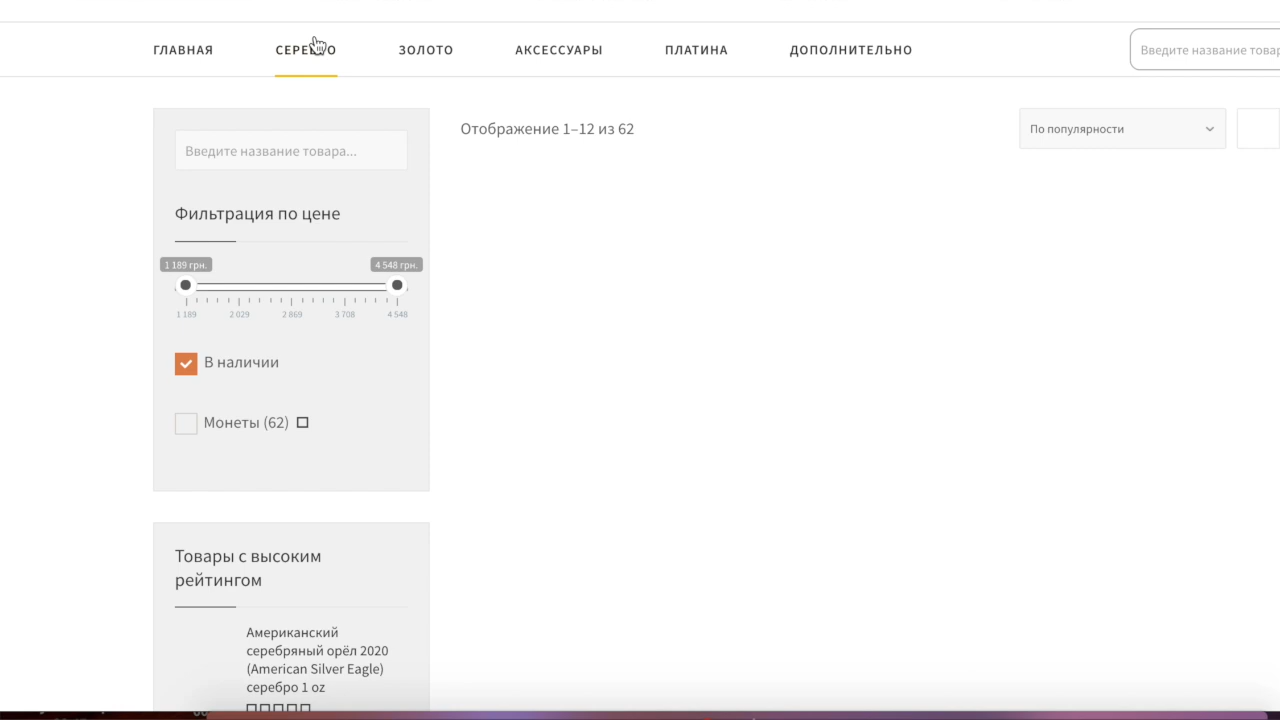 ГЛАВНАЯ СЕРЕБРО ЗОЛОТО АКСЕССУАРЫ ПЛАТИНА ДОПОЛНИТЕЛЬНО Введите название товар
Введите название товара...
Отображение 1–12 из 62
По популярности
Фильтрация по цене
1 189 грн. 4 548 грн.
1 189 2 029 2 869 3 708 4 548
В наличии
Монеты (62)
Товары с высоким
рейтингом
Американский
серебряный орёл 2020
(American Silver Eagle)
серебро 1 oz